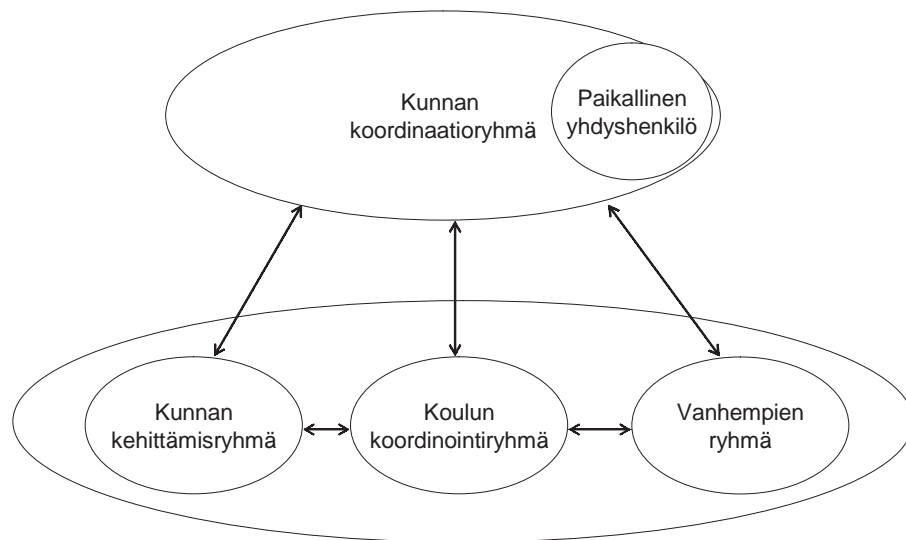 Kunnan
koordinaatioryhmä
Paikallinen
yhdyshenkilö
Kunnan
kehittämisryhmä
Koulun
koordinointiryhmä
Vanhempien
ryhmä